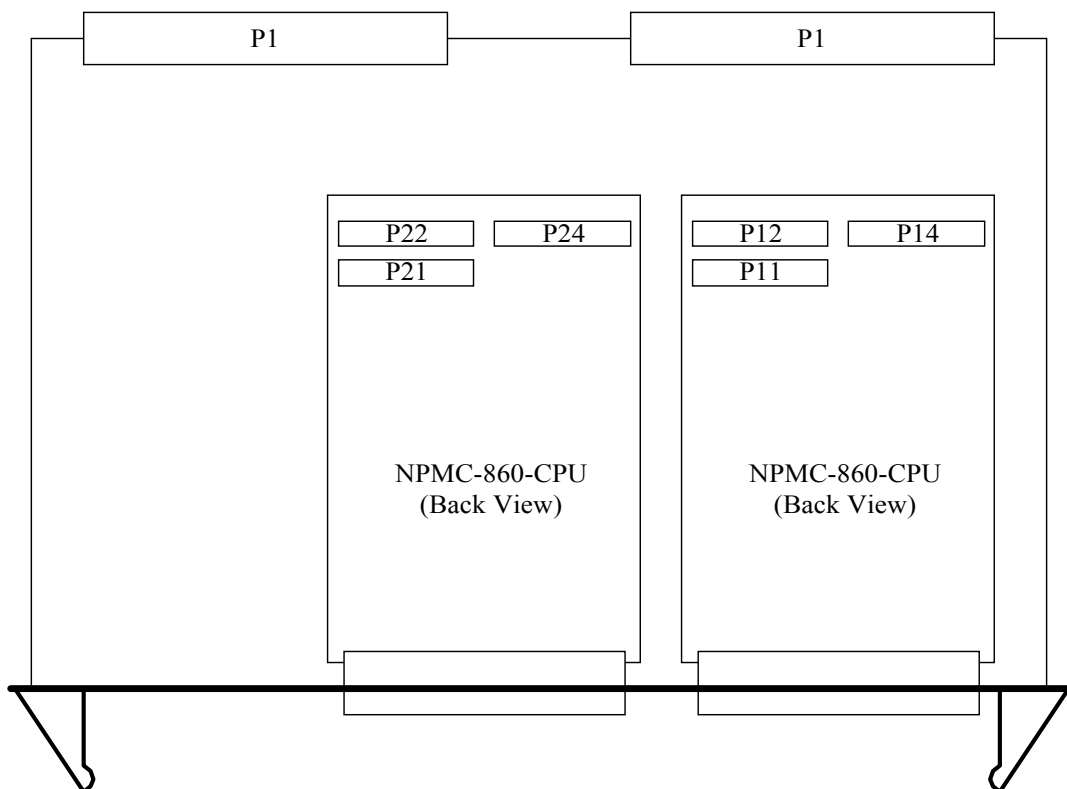 P1
P1
P22
P24
P12
P14
P21
P11
NPMC-860-CPU
(Back View)
NPMC-860-CPU
(Back View)